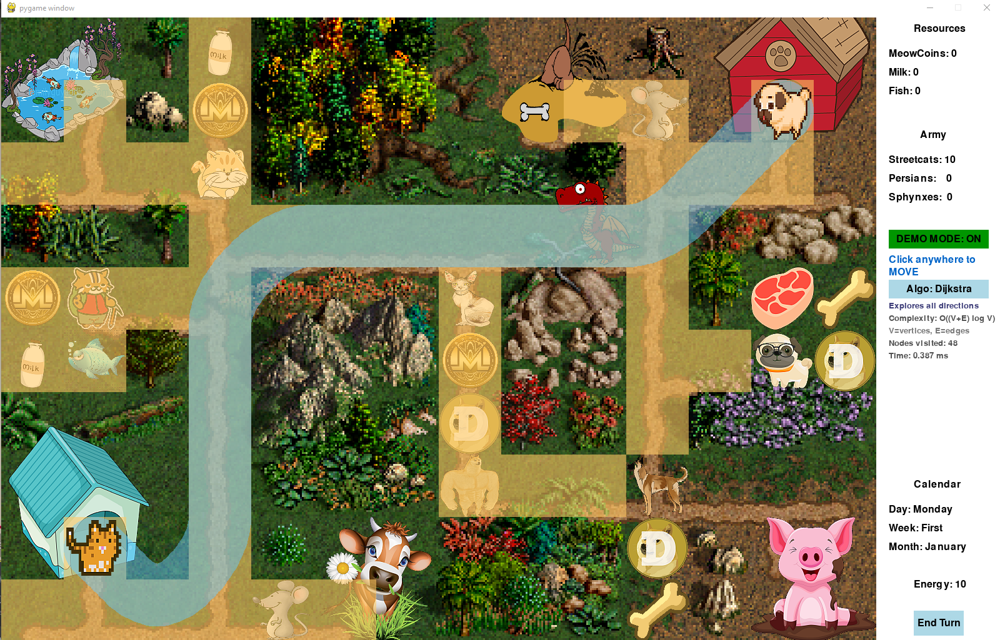 pygame window
Resources
MeowCoins: 0
Milk: 0
Fish: 0
Army
Streetcats: 10
Persians: 0
Sphynxes: 0
DEMO MODE: ON
Click anywhere to
MOVE
Algo: Dijkstra
Explores all directions
Complexity: O((V+E) log V)
V=vertices, E=edges
Nodes visited: 48
Time: 0.387 ms
Calendar
Day: Monday
Week: First
Month: January
Energy: 10
End Turn
Milk
M
M
Milk
M
D
D
D